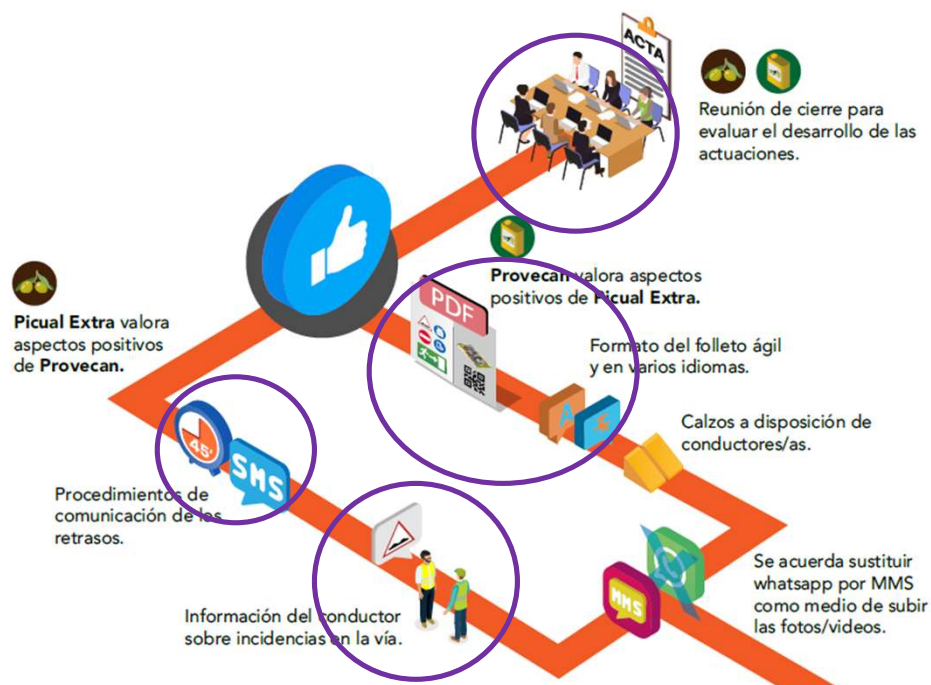 ACTA
Reunión de cierre para
evaluar el desarrollo de las
actuaciones.
Provecan valora aspectos
positivos de Picual Extra.
PDF
Picual Extra valora
aspectos positivos
de Provecan.
Formato del folleto ágil
y en varios idiomas.
A
Calzos a disposición de
conductores/as.
45'
SMS
Procedimientos de
comunicación de los
retrasos.
Se acuerda sustituir
whatsapp por MMS
como medio de subir
las fotos/videos.
MMS
Información del conductor
sobre incidencias en la vía.